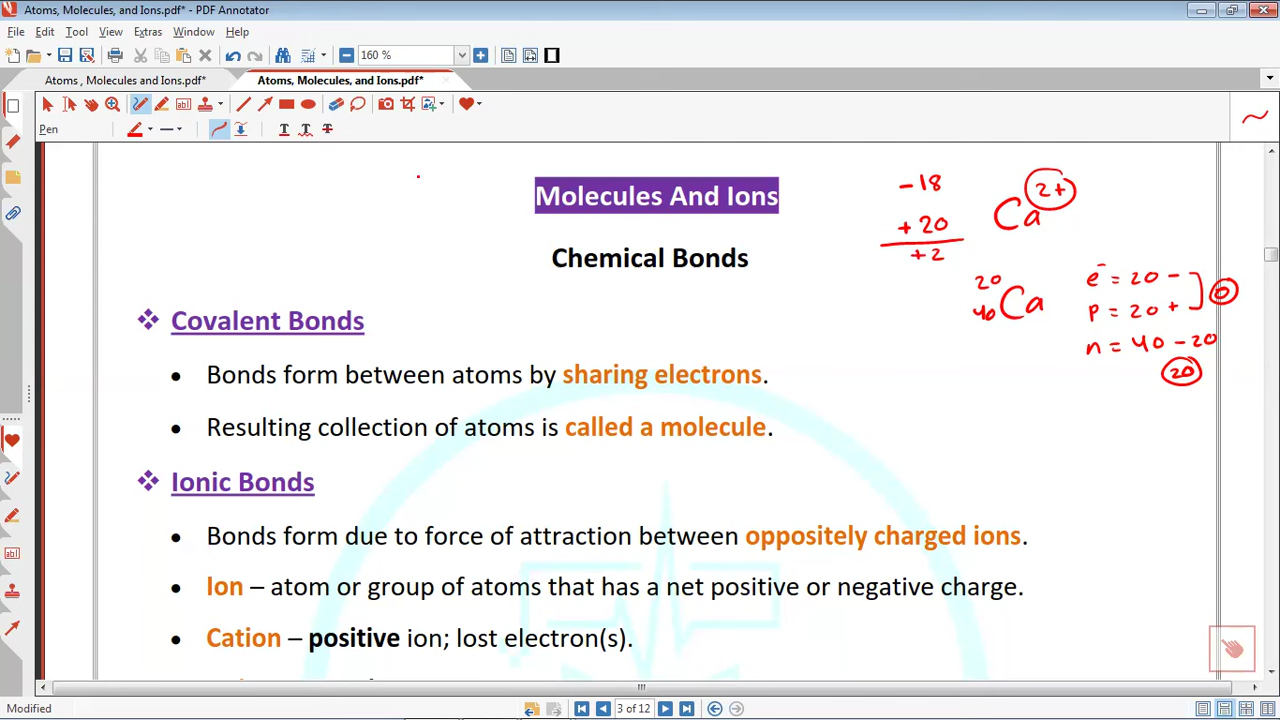 Atoms, Molecules, and Ions.pdf* - PDF Annotator
File Edit Tool View Extras Window Help
160 %
Atoms , Molecules and Ions.pdf* Atoms, Molecules, and Ions.pdf*
Pen
Molecules And Ions
Chemical Bonds
❖ Covalent Bonds
• Bonds form between atoms by sharing electrons.
• Resulting collection of atoms is called a molecule.
❖ Ionic Bonds
• Bonds form due to force of attraction between oppositely charged ions.
• Ion – atom or group of atoms that has a net positive or negative charge.
• Cation – positive ion; lost electron(s).
-18
+20
+2
Ca 2+
20
40 Ca
e⁻ = 20 -
p = 20 +
0
n = 40 - 20
20
Modified 3 of 12